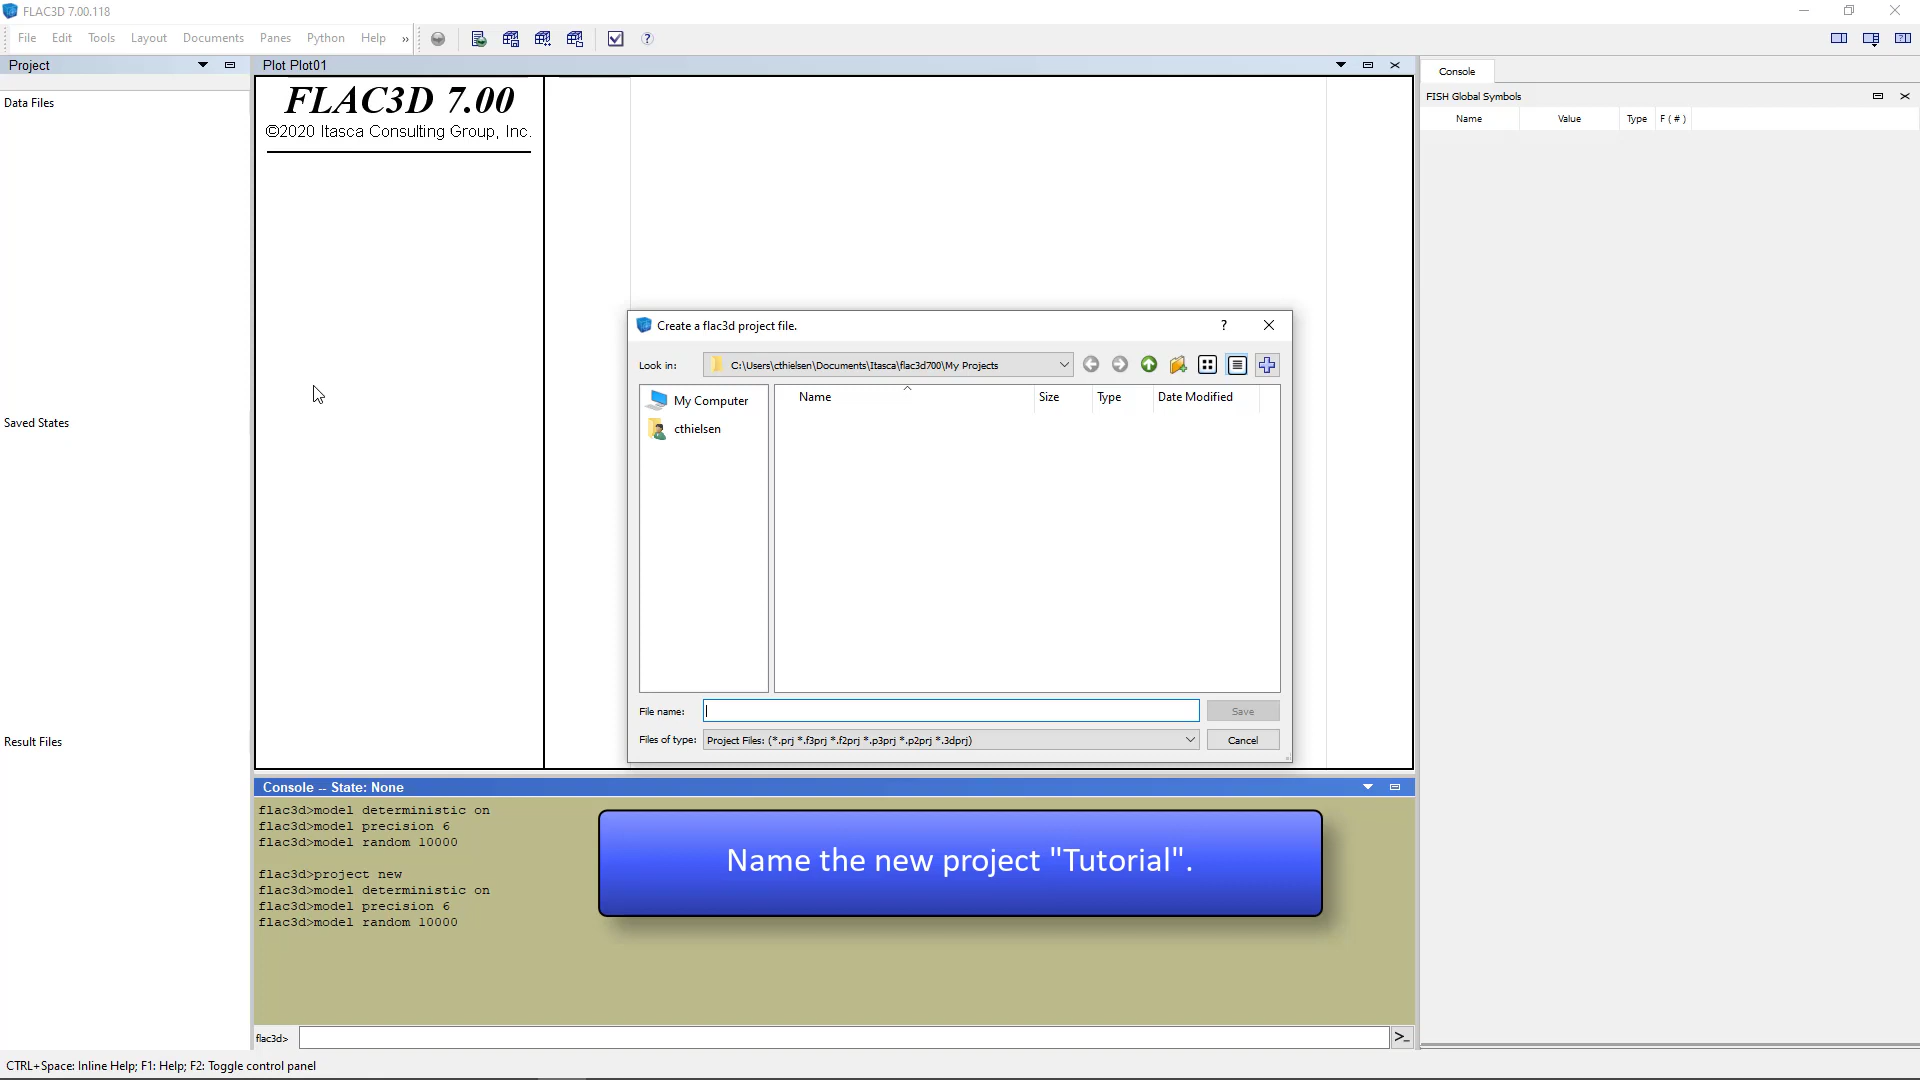 FLAC3D 7.00.118
File Edit Tools Layout Documents Panes Python Help »
Project
Plot Plot01
Console
Data Files
FLAC3D 7.00
©2020 Itasca Consulting Group, Inc.
FISH Global Symbols
Name Value Type F ( # )
Create a flac3d project file.
Look in: C:\Users\cthielsen\Documents\Itasca\flac3d700\My Projects
My Computer
cthielsen
Name Size Type Date Modified
Saved States
File name: Save
Files of type: Project Files: (*.prj *.f3prj *.f2prj *.p3prj *.p2prj *.3dprj) Cancel
Result Files
Console -- State: None
flac3d>model deterministic on
flac3d>model precision 6
flac3d>model random 10000
flac3d>project new
flac3d>model deterministic on
flac3d>model precision 6
flac3d>model random 10000
Name the new project "Tutorial".
flac3d>
CTRL+Space: Inline Help; F1: Help; F2: Toggle control panel